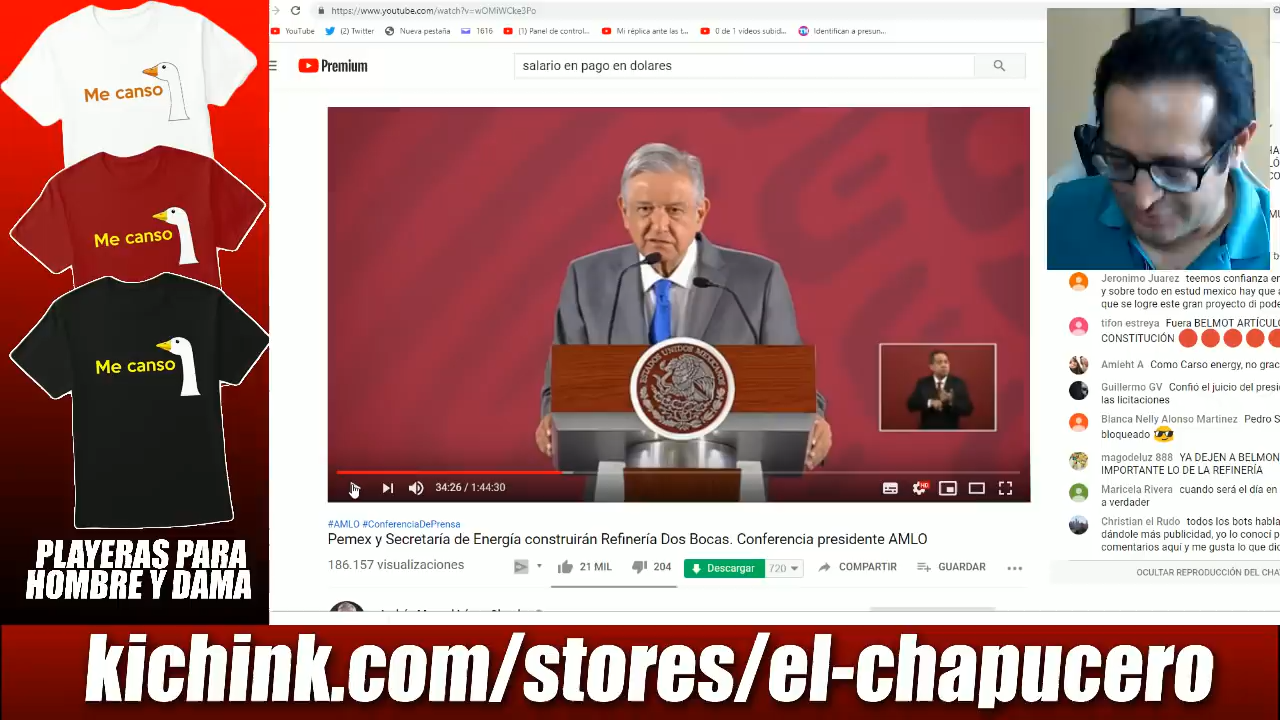 https://www.youtube.com/watch?v=wOMiWCke3Po
YouTube
(2) Twitter
Nueva pestaña
1616
(1) Panel de control...
Mi réplica ante las t...
0 de 1 vídeos subid...
Identifican a presun...
Premium
salario en pago en dolares
Me canso
Me canso
Me canso
PLAYERAS PARA
HOMBRE Y DAMA
ESTADOS UNIDOS MEXICANOS
34:26 / 1:44:30
HD
#AMLO #ConferenciaDePrensa
Pemex y Secretaría de Energía construirán Refinería Dos Bocas. Conferencia presidente AMLO
186.157 visualizaciones
21 MIL
204
Descargar
720
COMPARTIR
GUARDAR
Jeronimo Juarez teemos confianza en
y sobre todo en estud mexico hay que a
que se logre este gran proyecto di pode
tifon estreya Fuera BELMOT ARTÍCUL
CONSTITUCIÓN
Amieht A Como Carso energy, no grac
Guillermo GV Confió el juicio del presi
las licitaciones
Blanca Nelly Alonso Martinez Pedro S
bloqueado
magodeluz 888 YA DEJEN A BELMON
IMPORTANTE LO DE LA REFINERÍA
Maricela Rivera cuando será el día en
a verdader
Christian el Rudo todos los bots habla
dándole más publicidad, yo lo conocí p
comentarios aquí y me gusta lo que di
OCULTAR REPRODUCCIÓN DEL CHA
kichink.com/stores/el-chapucero